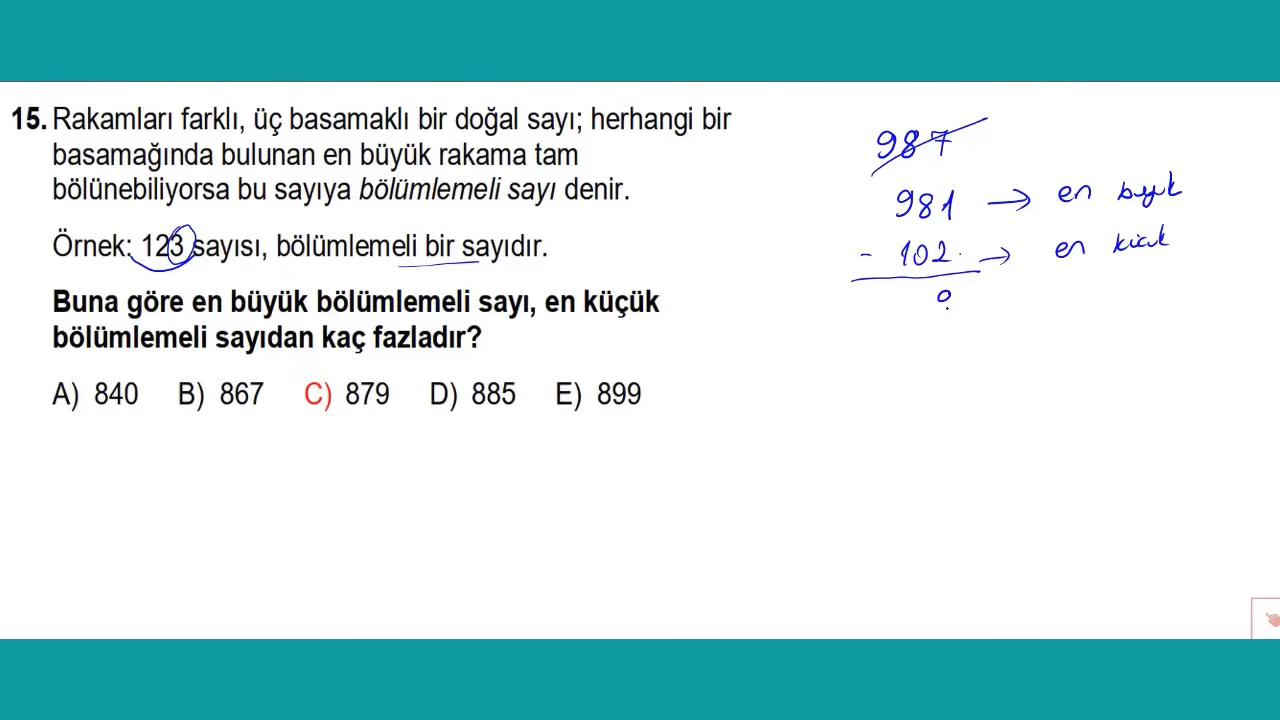 15. Rakamları farklı, üç basamaklı bir doğal sayı; herhangi bir
basamağında bulunan en büyük rakama tam
bölünebiliyorsa bu sayıya bölümlemeli sayı denir.
Örnek: 123 sayısı, bölümlemeli bir sayıdır.
Buna göre en büyük bölümlemeli sayı, en küçük
bölümlemeli sayıdan kaç fazladır?
A) 840 B) 867 C) 879 D) 885 E) 899
987
981 → en büyük
- 102 → en küçük